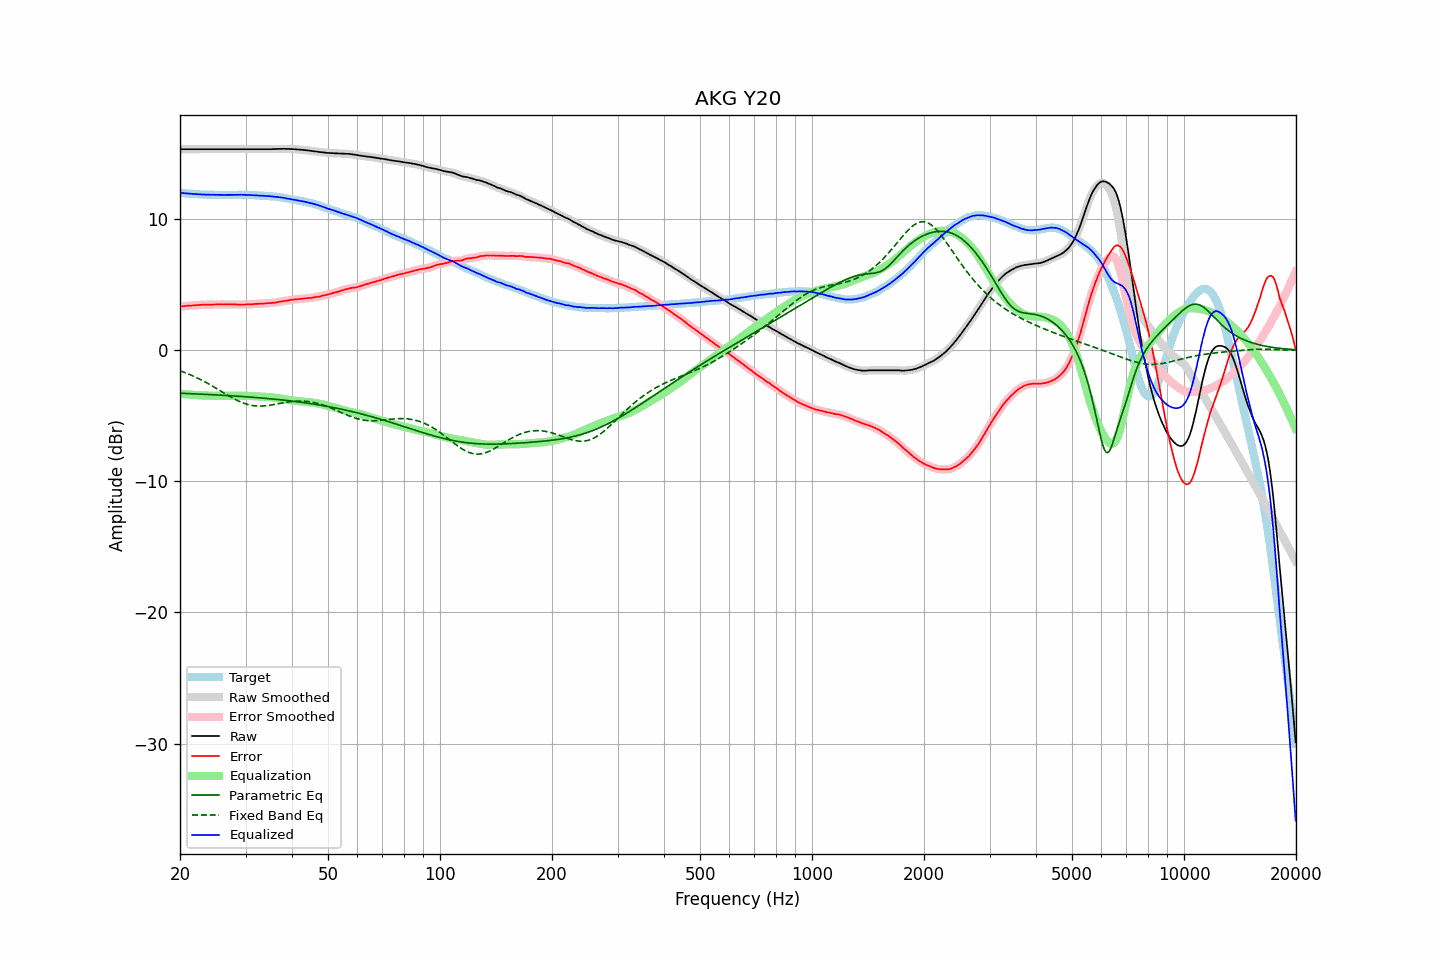 AKG Y20
10
0
−10
−20
−30
Amplitude (dBr)
Target
Raw Smoothed
Error Smoothed
Raw
Error
Equalization
Parametric Eq
Fixed Band Eq
Equalized
20 50 100 200 500 1000 2000 5000 10000 20000
Frequency (Hz)